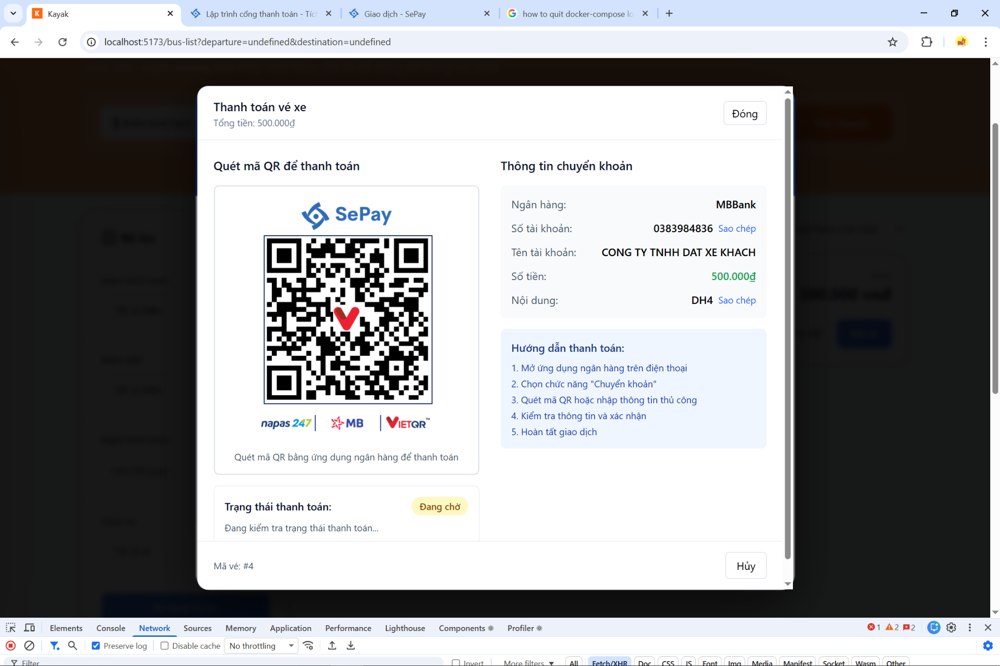 Kayak
Lập trình cổng thanh toán - Tíc
Giao dịch - SePay
how to quit docker-compose lo
localhost:5173/bus-list?departure=undefined&destination=undefined
Thanh toán vé xe
Tổng tiền: 500.000₫
Đóng
Quét mã QR để thanh toán
SePay
napas 247
MB
VIETQR™
Quét mã QR bằng ứng dụng ngân hàng để thanh toán
Trạng thái thanh toán:
Đang chờ
Đang kiểm tra trạng thái thanh toán...
Thông tin chuyển khoản
Ngân hàng: MBBank
Số tài khoản: 0383984836 Sao chép
Tên tài khoản: CONG TY TNHH DAT XE KHACH
Số tiền: 500.000₫
Nội dung: DH4 Sao chép
Hướng dẫn thanh toán:
1. Mở ứng dụng ngân hàng trên điện thoại
2. Chọn chức năng "Chuyển khoản"
3. Quét mã QR hoặc nhập thông tin thủ công
4. Kiểm tra thông tin và xác nhận
5. Hoàn tất giao dịch
Mã vé: #4
Hủy
Elements Console Network Sources Memory Application Performance Lighthouse Components Profiler 1 2 2
Preserve log Disable cache No throttling
Filter Invert More filters All Fetch/XHR Doc CSS JS Font Img Media Manifest Socket Wasm Other